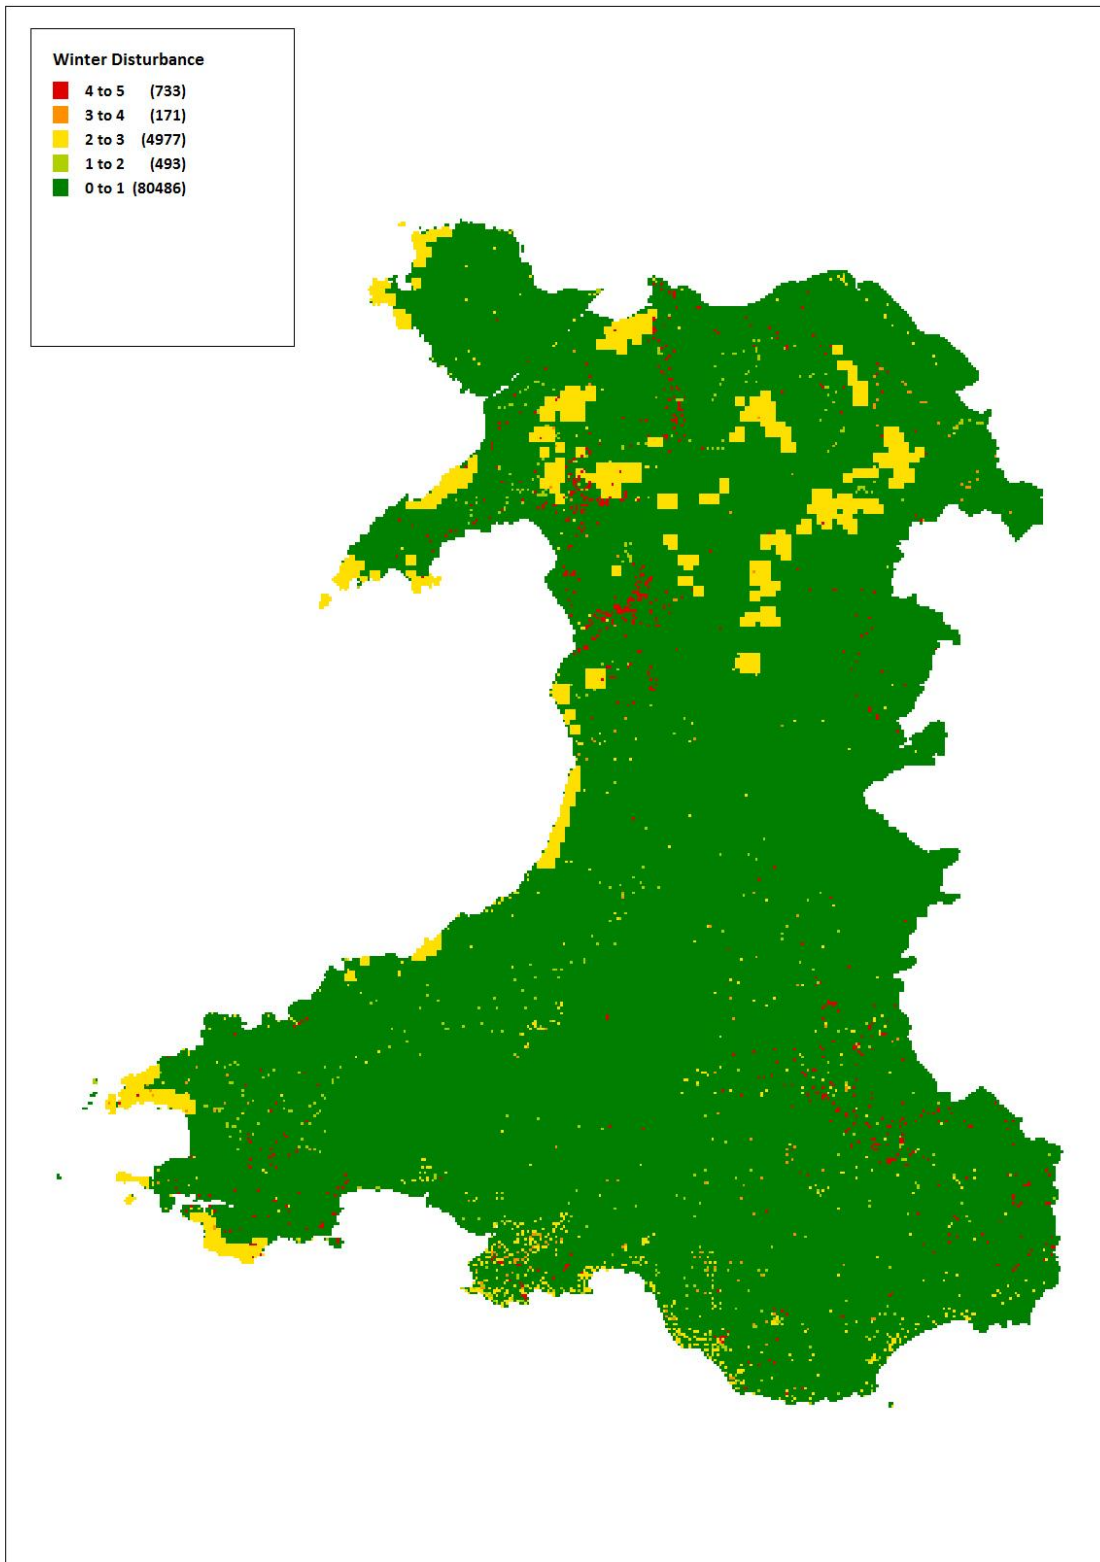 Winter Disturbance
4 to 5 (733)
3 to 4 (171)
2 to 3 (4977)
1 to 2 (493)
0 to 1 (80486)